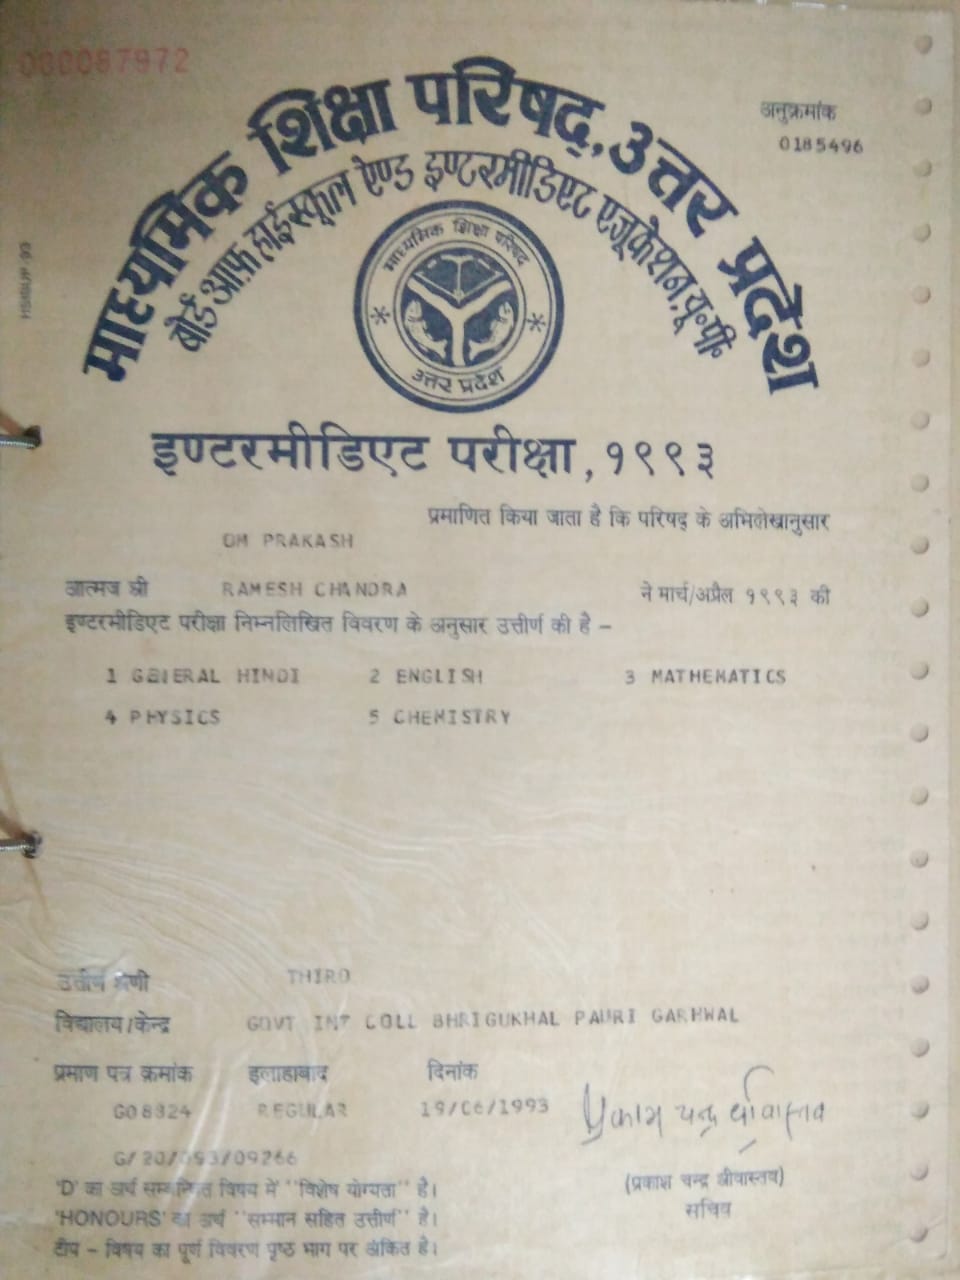 000087972
अनुक्रमांक
0185496
माध्यमिक शिक्षा परिषद्, उत्तर प्रदेश
बोर्ड आफ़ हाईस्कूल ऐण्ड इण्टरमीडिएट एजूकेशन, यू॰पी॰
माध्यमिक शिक्षा परिषद
उत्तर प्रदेश
इण्टरमीडिएट परीक्षा, १९९३
प्रमाणित किया जाता है कि परिषद् के अभिलेखानुसार
OM PRAKASH
आत्मज श्री RAMESH CHANDRA ने मार्च/अप्रैल १९९३ की
इण्टरमीडिएट परीक्षा निम्नलिखित विवरण के अनुसार उत्तीर्ण की है –
1 GENERAL HINDI 2 ENGLISH 3 MATHEMATICS
4 PHYSICS 5 CHEMISTRY
उत्तीर्ण श्रेणी THIRD
विद्यालय/केन्द्र GOVT INT COLL BHRIGUKHAL PAURI GARHWAL
प्रमाण पत्र क्रमांक इलाहाबाद दिनांक
G08824 REGULAR 19/06/1993
प्रकाश चन्द्र श्रीवास्तव
G/20/093/09266
(प्रकाश चन्द्र श्रीवास्तव)
सचिव
'D' का अर्थ सम्बन्धित विषय में "विशेष योग्यता" है।
'HONOURS' का अर्थ "सम्मान सहित उत्तीर्ण" है।
टीप – विषय का पूर्ण विवरण पृष्ठ भाग पर अंकित है।